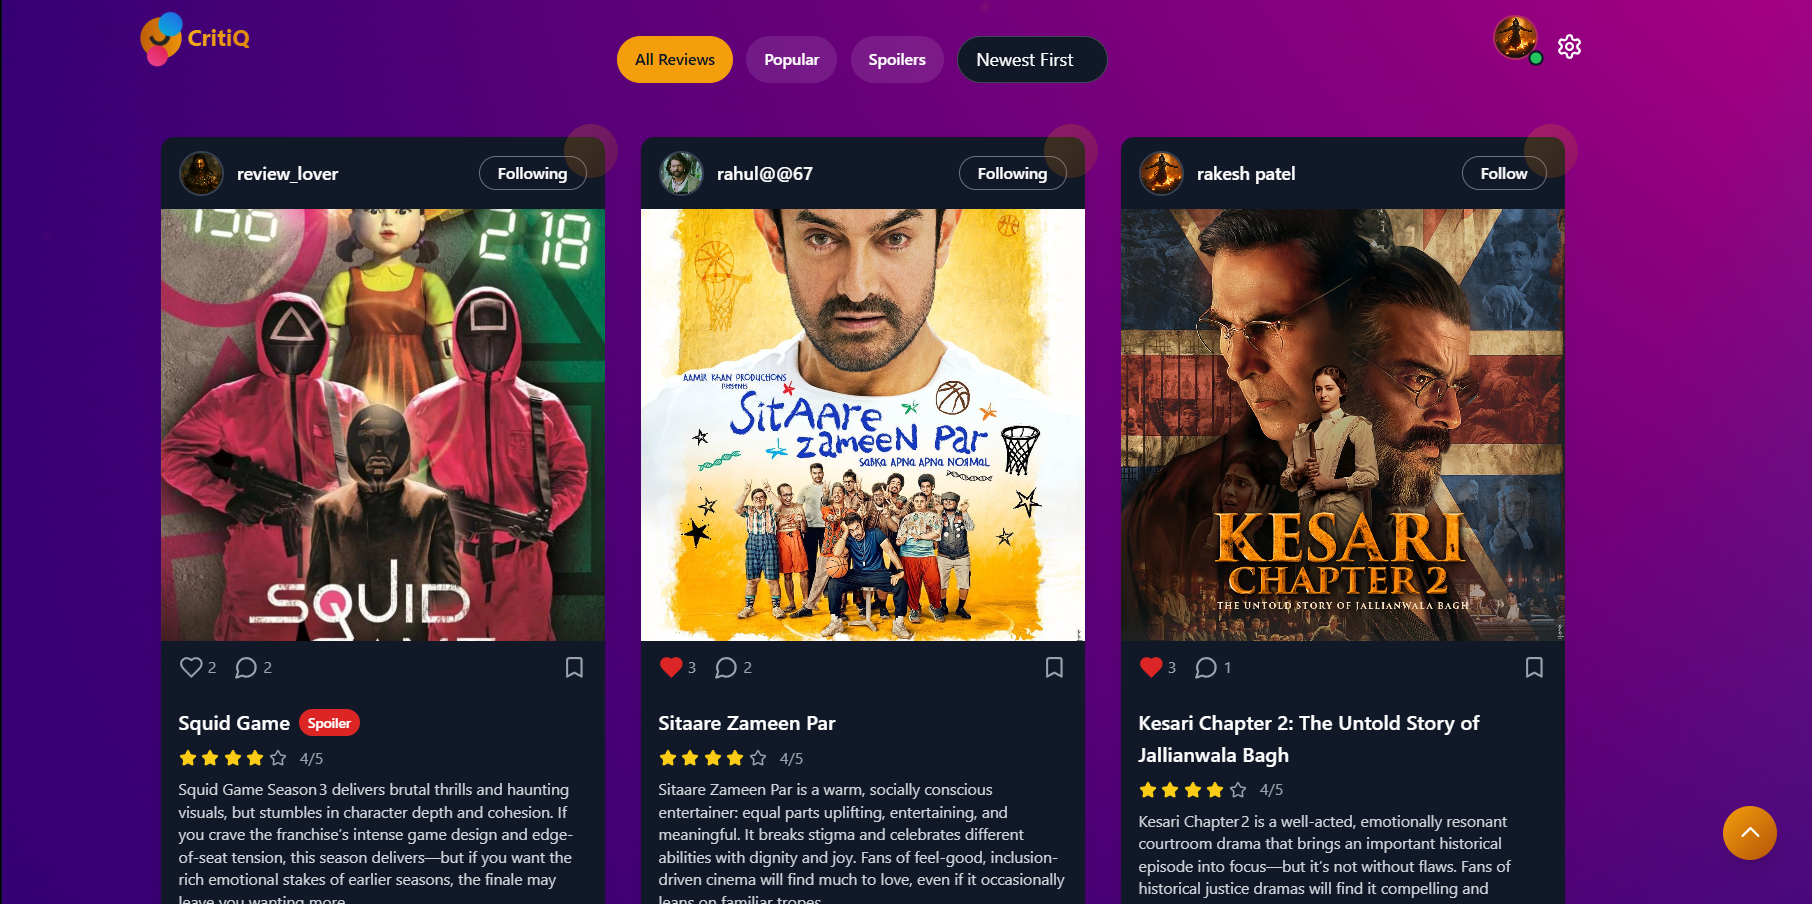 CritiQ
All Reviews
Popular
Spoilers
Newest First
review_lover
Following
rahul@@67
Following
rakesh patel
Follow
218
SQUID
AAMIR KHAN PRODUCTIONS
PRESENTS
SitAARe
zameeN Par
SABKA APNA APNA NORMAL
KESARI
CHAPTER 2
THE UNTOLD STORY OF JALLIANWALA BAGH
2
2
3
2
3
1
Squid Game
Spoiler
4/5
Squid Game Season 3 delivers brutal thrills and haunting
visuals, but stumbles in character depth and cohesion. If
you crave the franchise’s intense game design and edge-
of-seat tension, this season delivers—but if you want the
rich emotional stakes of earlier seasons, the finale may
leave you wanting more.
Sitaare Zameen Par
4/5
Sitaare Zameen Par is a warm, socially conscious
entertainer: equal parts uplifting, entertaining, and
meaningful. It breaks stigma and celebrates different
abilities with dignity and joy. Fans of feel-good, inclusion-
driven cinema will find much to love, even if it occasionally
leans on familiar tropes.
Kesari Chapter 2: The Untold Story of
Jallianwala Bagh
4/5
Kesari Chapter 2 is a well-acted, emotionally resonant
courtroom drama that brings an important historical
episode into focus—but it’s not without flaws. Fans of
historical justice dramas will find it compelling and